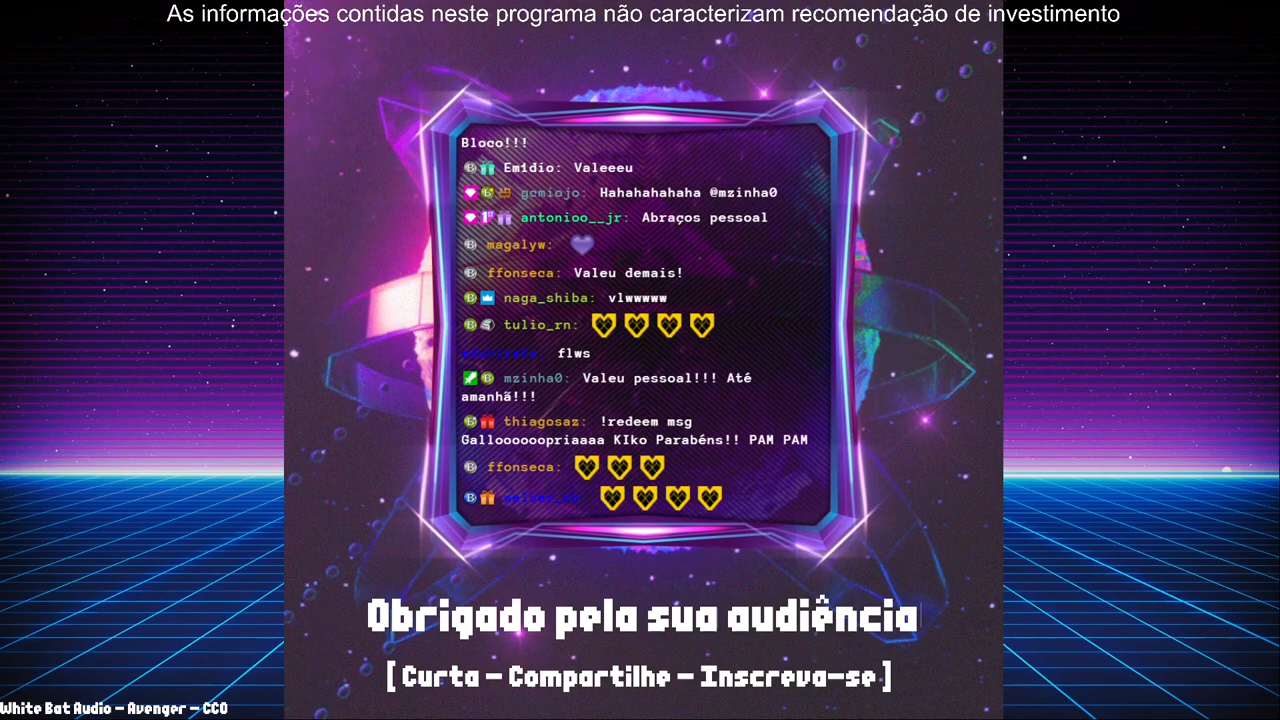 As informações contidas neste programa não caracterizam recomendação de investimento
Bloco!!!
Em1dio: Valeeeu
gcmiojo: Hahahahahaha @mzinha0
antonioo__jr: Abraços pessoal
magalyw:
ffonseca: Valeu demais!
naga_shiba: vlwwwww
tulio_rn:
flws
mzinha0: Valeu pessoal!!! Até
amanhã!!!
thiagosaz: !redeem msg
Galloooooopriaaaa KIko Parabéns!! PAM PAM
ffonseca:
Obrigado pela sua audiência
[ Curta - Compartilhe - Inscreva-se ]
White Bat Audio - Avenger - CC0